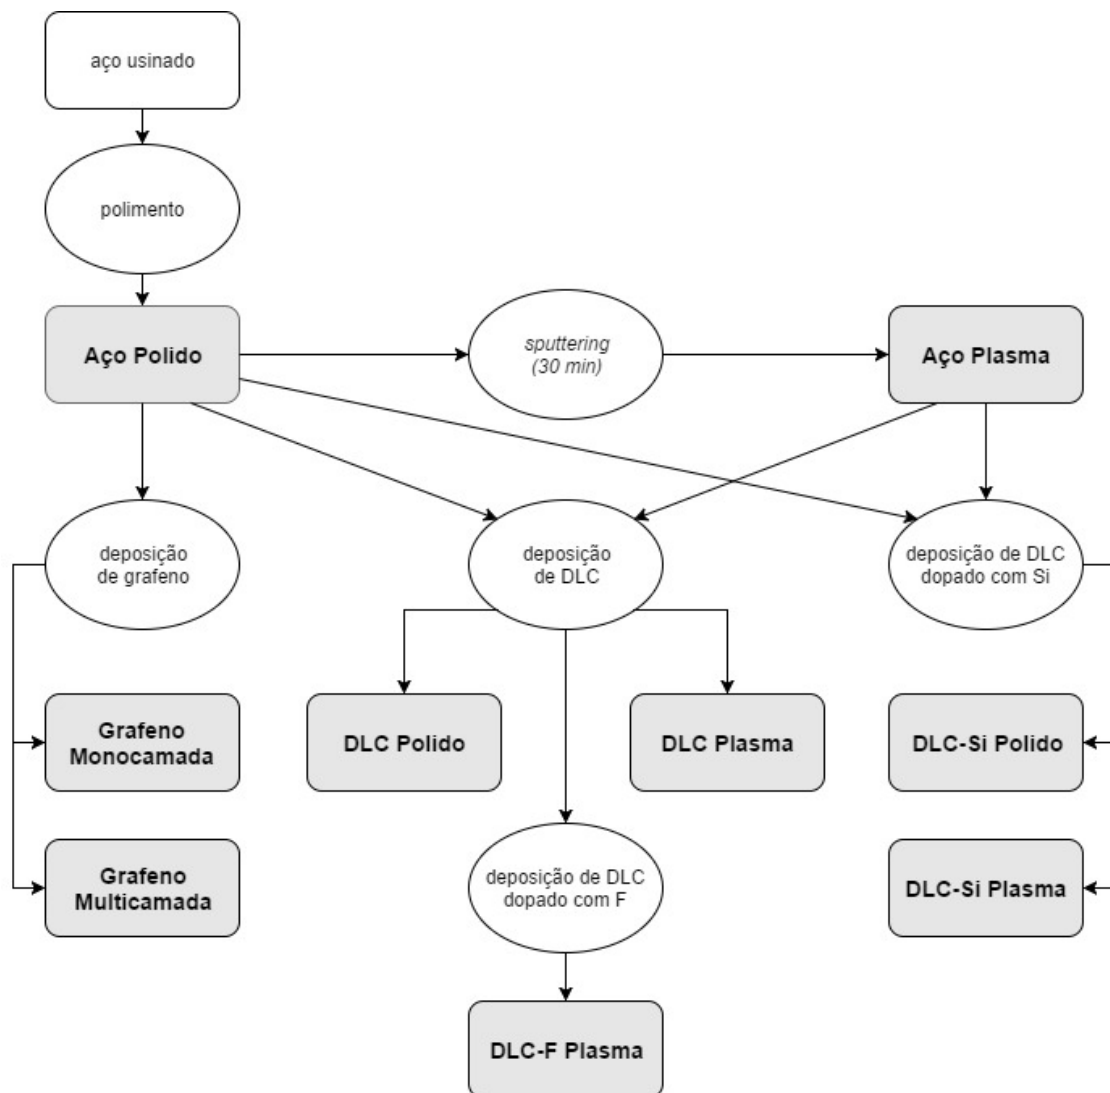 aço usinado
polimento
Aço Polido
sputtering
(30 min)
Aço Plasma
deposição
de grafeno
deposição
de DLC
deposição de DLC
dopado com Si
Grafeno
Monocamada
DLC Polido
DLC Plasma
DLC-Si Polido
Grafeno
Multicamada
deposição de DLC
dopado com F
DLC-Si Plasma
DLC-F Plasma